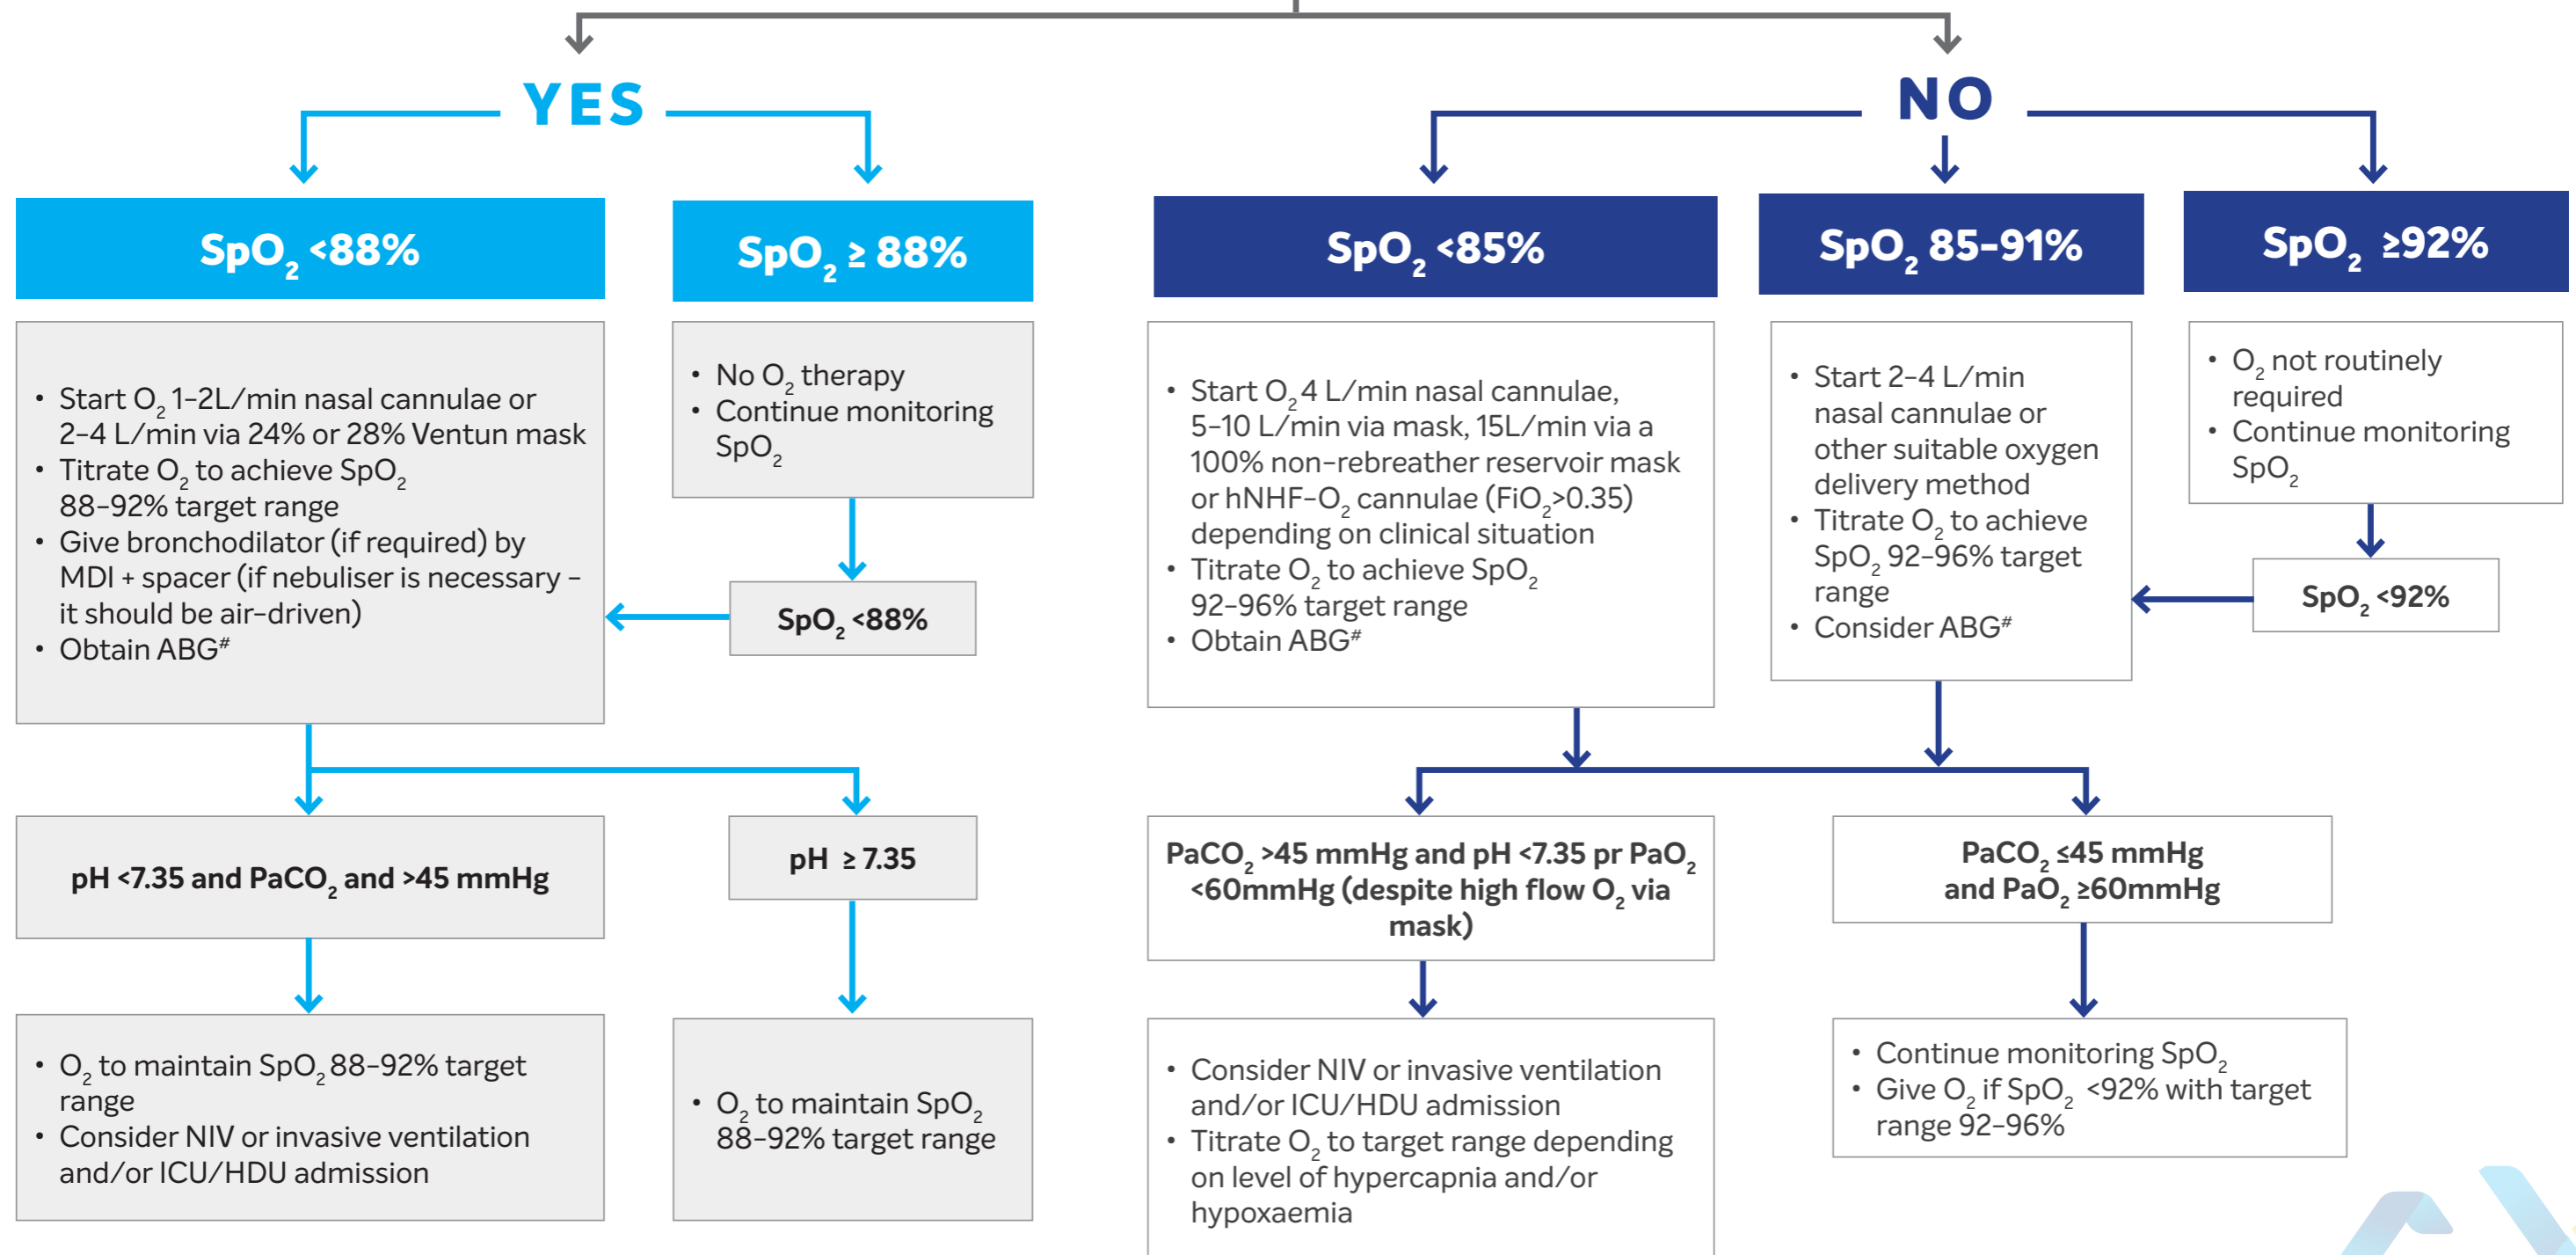 YES
NO
SpO₂ <88%
SpO₂ ≥ 88%
SpO₂ <85%
SpO₂ 85-91%
SpO₂ ≥92%
• Start O₂ 1-2L/min nasal cannulae or
2-4 L/min via 24% or 28% Ventun mask
• Titrate O₂ to achieve SpO₂
88-92% target range
• Give bronchodilator (if required) by
MDI + spacer (if nebuliser is necessary -
it should be air-driven)
• Obtain ABG#
• No O₂ therapy
• Continue monitoring
SpO₂
SpO₂ <88%
• Start O₂ 4 L/min nasal cannulae,
5-10 L/min via mask, 15L/min via a
100% non-rebreather reservoir mask
or hNHF-O₂ cannulae (FiO₂>0.35)
depending on clinical situation
• Titrate O₂ to achieve SpO₂
92-96% target range
• Obtain ABG#
• Start 2-4 L/min
nasal cannulae or
other suitable oxygen
delivery method
• Titrate O₂ to achieve
SpO₂ 92-96% target
range
• Consider ABG#
• O₂ not routinely
required
• Continue monitoring
SpO₂
SpO₂ <92%
pH <7.35 and PaCO₂ and >45 mmHg
pH ≥ 7.35
PaCO₂ >45 mmHg and pH <7.35 pr PaO₂
<60mmHg (despite high flow O₂ via
mask)
PaCO₂ ≤45 mmHg
and PaO₂ ≥60mmHg
• O₂ to maintain SpO₂ 88-92% target
range
• Consider NIV or invasive ventilation
and/or ICU/HDU admission
• O₂ to maintain SpO₂
88-92% target range
• Consider NIV or invasive ventilation
and/or ICU/HDU admission
• Titrate O₂ to target range depending
on level of hypercapnia and/or
hypoxaemia
• Continue monitoring SpO₂
• Give O₂ if SpO₂ <92% with target
range 92-96%